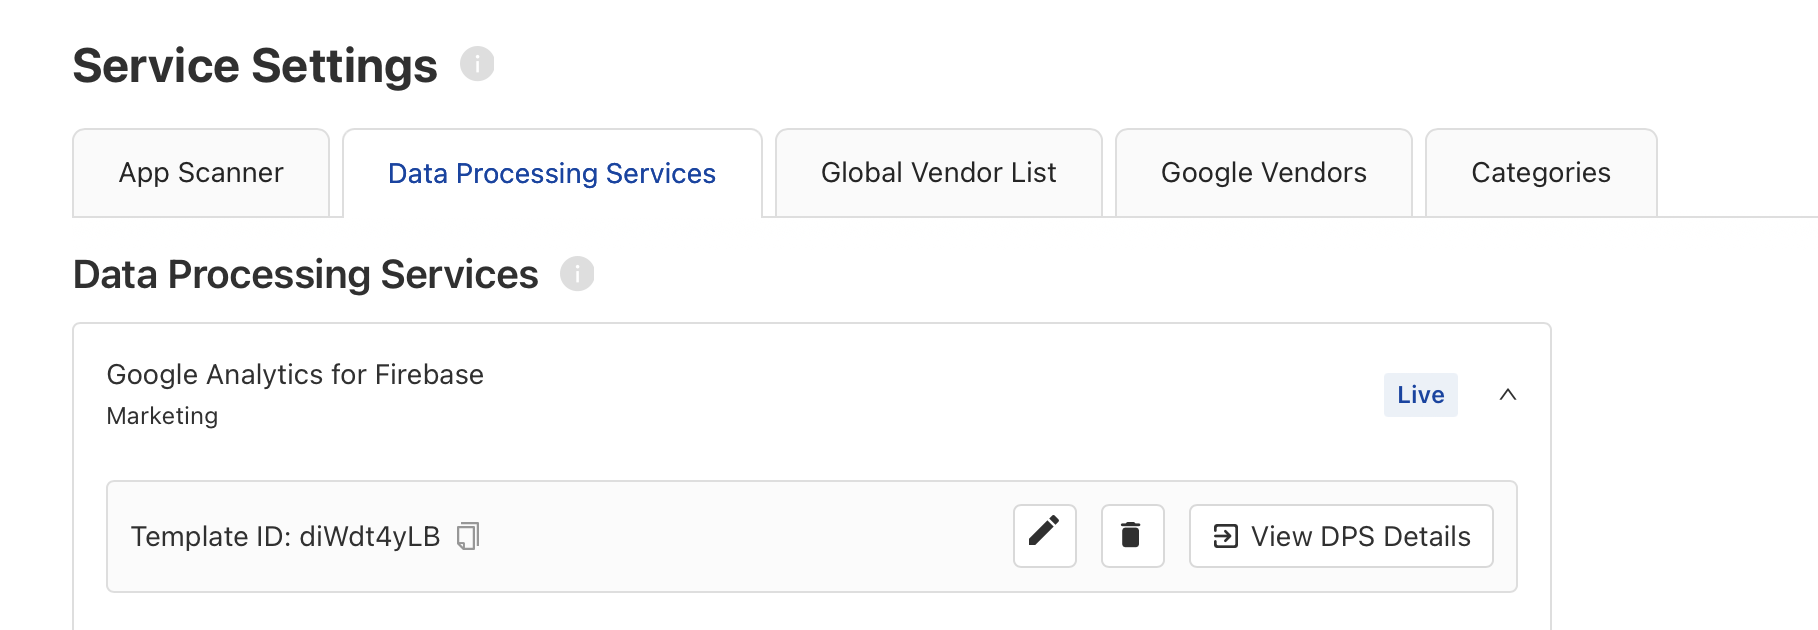 Service Settings
App Scanner
Data Processing Services
Global Vendor List
Google Vendors
Categories
Data Processing Services
Google Analytics for Firebase
Marketing
Live
Template ID: diWdt4yLB
View DPS Details